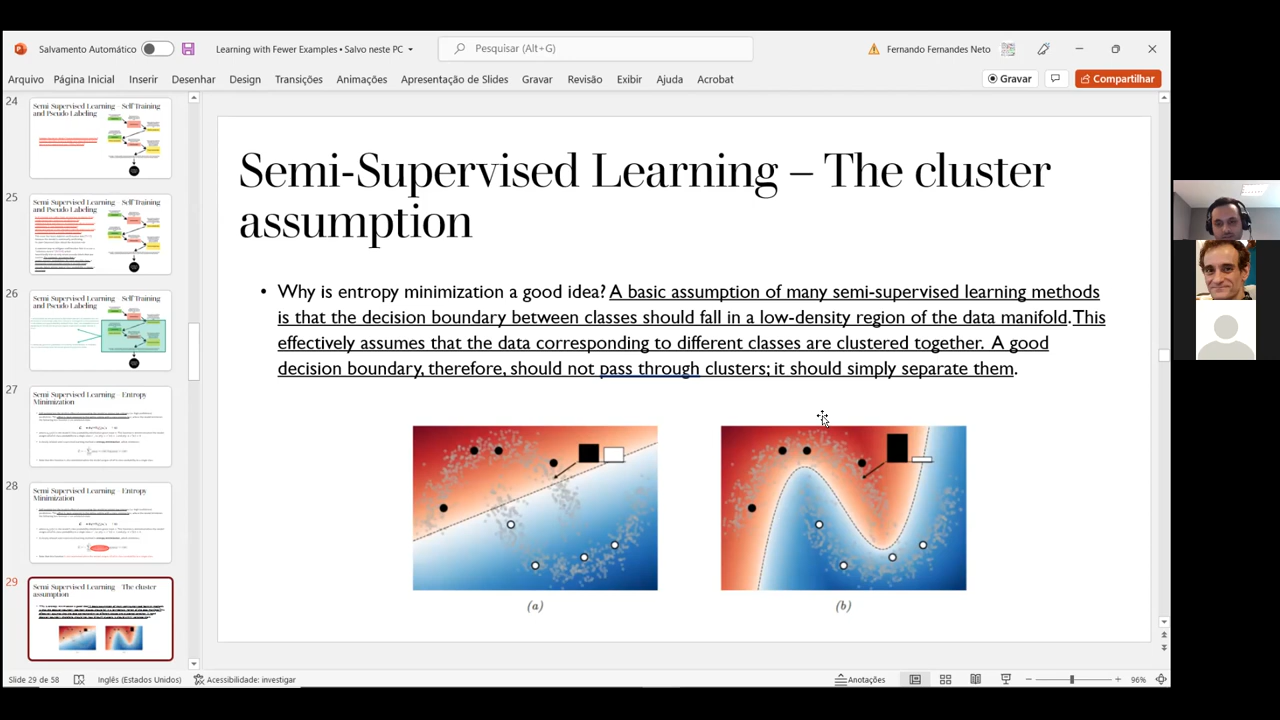 Salvamento Automático
Learning with Fewer Examples • Salvo neste PC
Pesquisar (Alt+G)
Fernando Fernandes Neto
Arquivo Página Inicial Inserir Desenhar Design Transições Animações Apresentação de Slides Gravar Revisão Exibir Ajuda Acrobat
Gravar
Compartilhar
24
Semi Supervised Learning Self Training
and Pseudo Labeling
25
Semi Supervised Learning Self Training
and Pseudo Labeling
26
Semi Supervised Learning Self Training
and Pseudo Labeling
27
Semi Supervised Learning Entropy
Minimization
28
Semi Supervised Learning Entropy
Minimization
29
Semi Supervised Learning The cluster
assumption
Semi-Supervised Learning – The cluster
assumption
• Why is entropy minimization a good idea? A basic assumption of many semi-supervised learning methods
is that the decision boundary between classes should fall in a low-density region of the data manifold. This
effectively assumes that the data corresponding to different classes are clustered together. A good
decision boundary, therefore, should not pass through clusters; it should simply separate them.
(a)
(b)
Slide 29 de 58
Inglês (Estados Unidos)
Acessibilidade: investigar
Anotações
96%